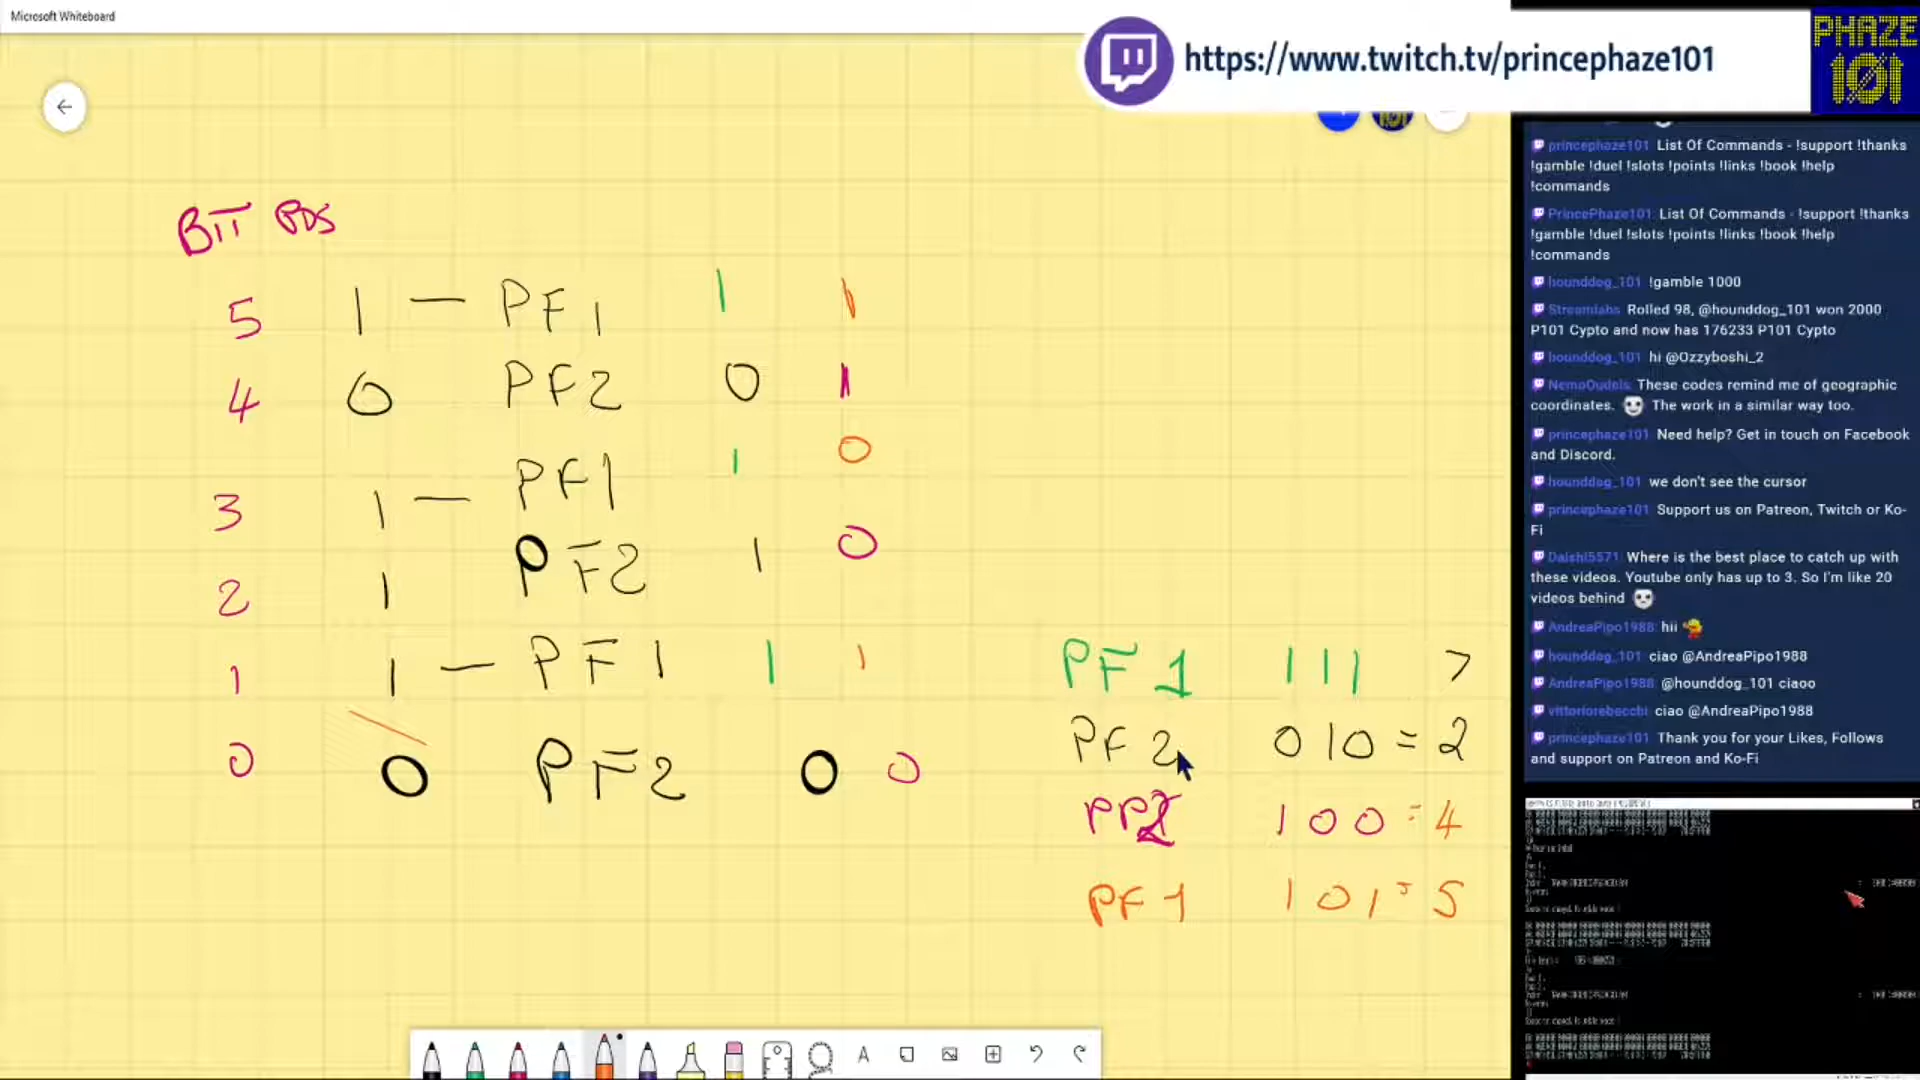 Microsoft Whiteboard
https://www.twitch.tv/princephaze101
PHAZE
101
BIT POS
5 1 — PF1 1 1
4 0 PF2 0 1
3 1 — PF1 1 0
2 1 PF2 1 0
1 1 — PF1 1 1
0 0 PF2 0 0
PF1 111 7
PF2 010 = 2
PP2 100 = 4
PF1 101 = 5
princephaze101 List Of Commands - !support !thanks
!gamble !duel !slots !points !links !book !help
!commands
PrincePhaze101 List Of Commands - !support !thanks
!gamble !duel !slots !points !links !book !help
!commands
hounddog_101 !gamble 1000
Streamlabs Rolled 98, @hounddog_101 won 2000
P101 Cypto and now has 176233 P101 Cypto
hounddog_101 hi @Ozzyboshi_2
NemoOudeis These codes remind me of geographic
coordinates. The work in a similar way too.
princephaze101 Need help? Get in touch on Facebook
and Discord.
hounddog_101 we don't see the cursor
princephaze101 Support us on Patreon, Twitch or Ko-
Fi
Daishi5571 Where is the best place to catch up with
these videos. Youtube only has up to 3. So I'm like 20
videos behind
AndreaPipo1988 hii
hounddog_101 ciao @AndreaPipo1988
AndreaPipo1988 @hounddog_101 ciaoo
vittoriorebecchi ciao @AndreaPipo1988
princephaze101 Thank you for your Likes, Follows
and support on Patreon and Ko-Fi